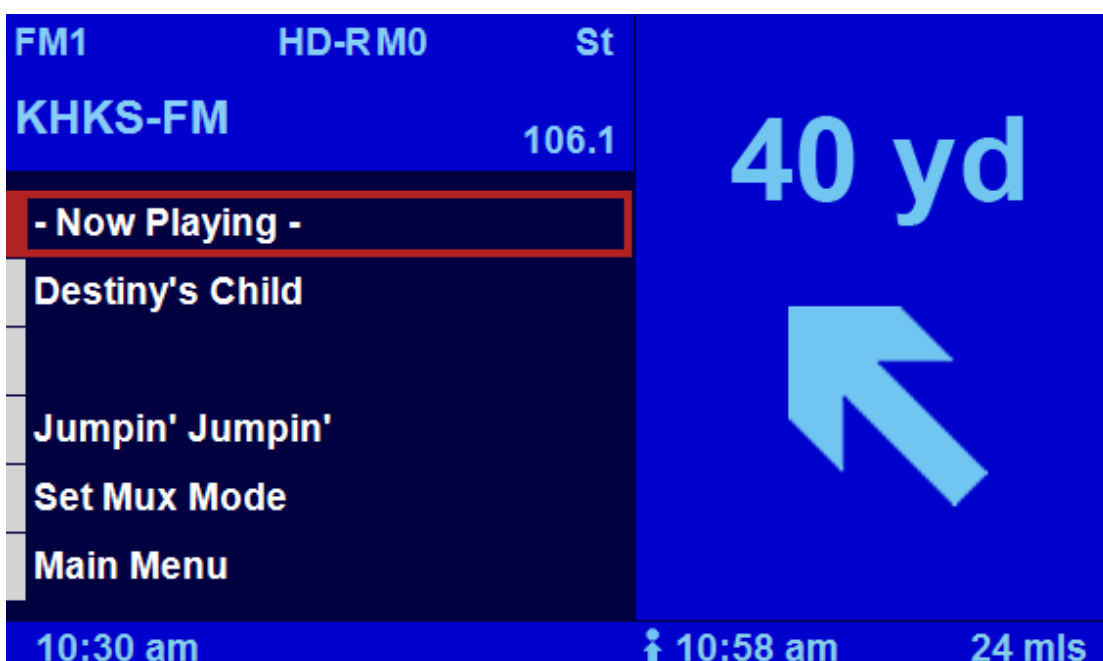 FM1 HD-R M0 St
KHKS-FM
106.1
- Now Playing -
Destiny's Child
Jumpin' Jumpin'
Set Mux Mode
Main Menu
40 yd
10:30 am 10:58 am 24 mls